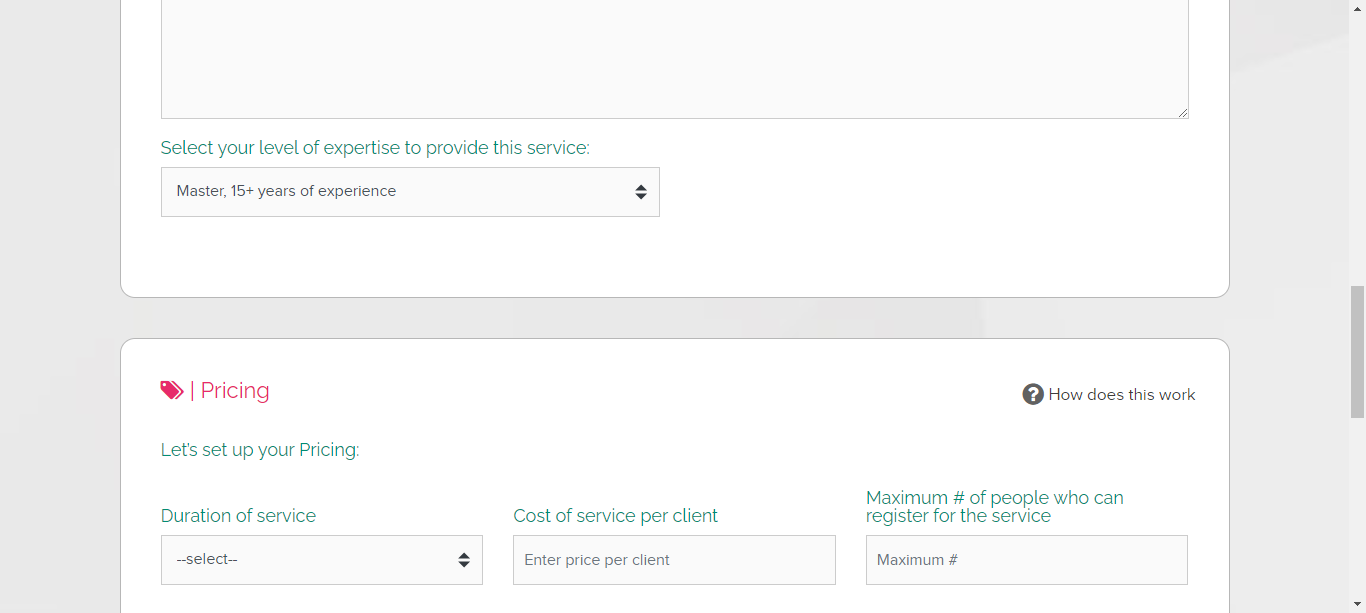 Select your level of expertise to provide this service:
Master, 15+ years of experience
| Pricing
How does this work
Let's set up your Pricing:
Duration of service
Cost of service per client
Maximum # of people who can
register for the service
--select--
Enter price per client
Maximum #